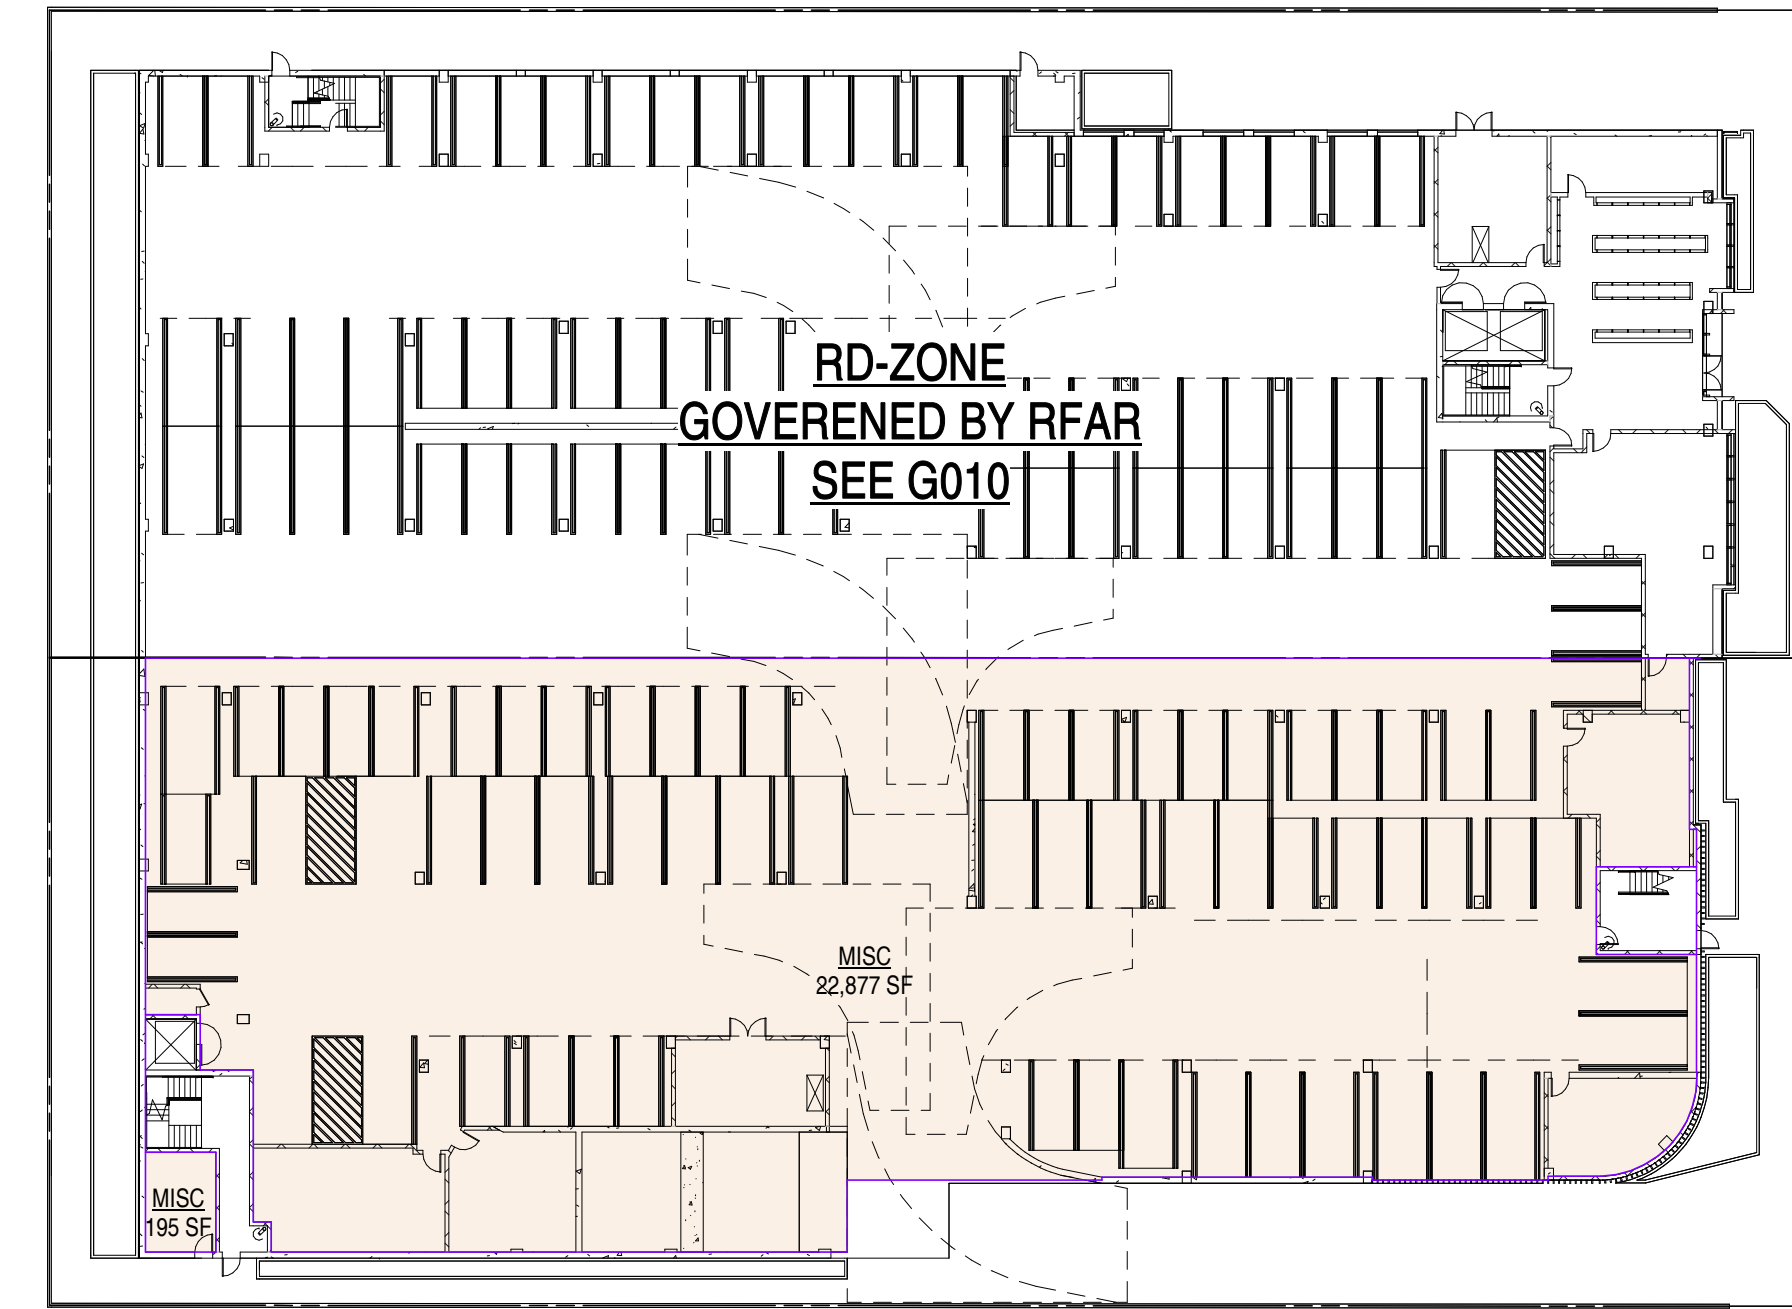 RD-ZONE
GOVERENED BY RFAR
SEE G010
MISC
22,877 SF
MISC
195 SF